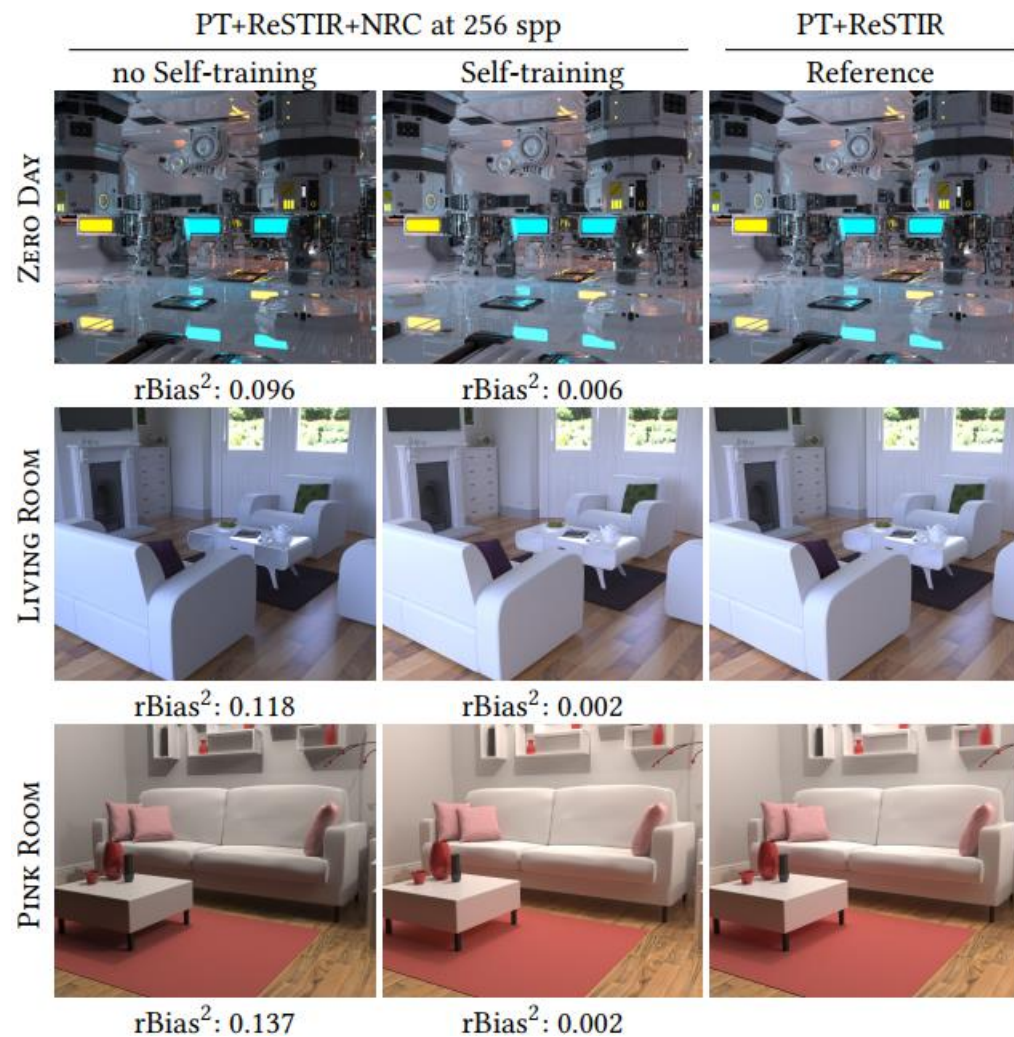 PT+ReSTIR+NRC at 256 spp PT+ReSTIR
no Self-training Self-training Reference
ZERO DAY
rBias²: 0.096 rBias²: 0.006
LIVING ROOM
rBias²: 0.118 rBias²: 0.002
PINK ROOM
rBias²: 0.137 rBias²: 0.002